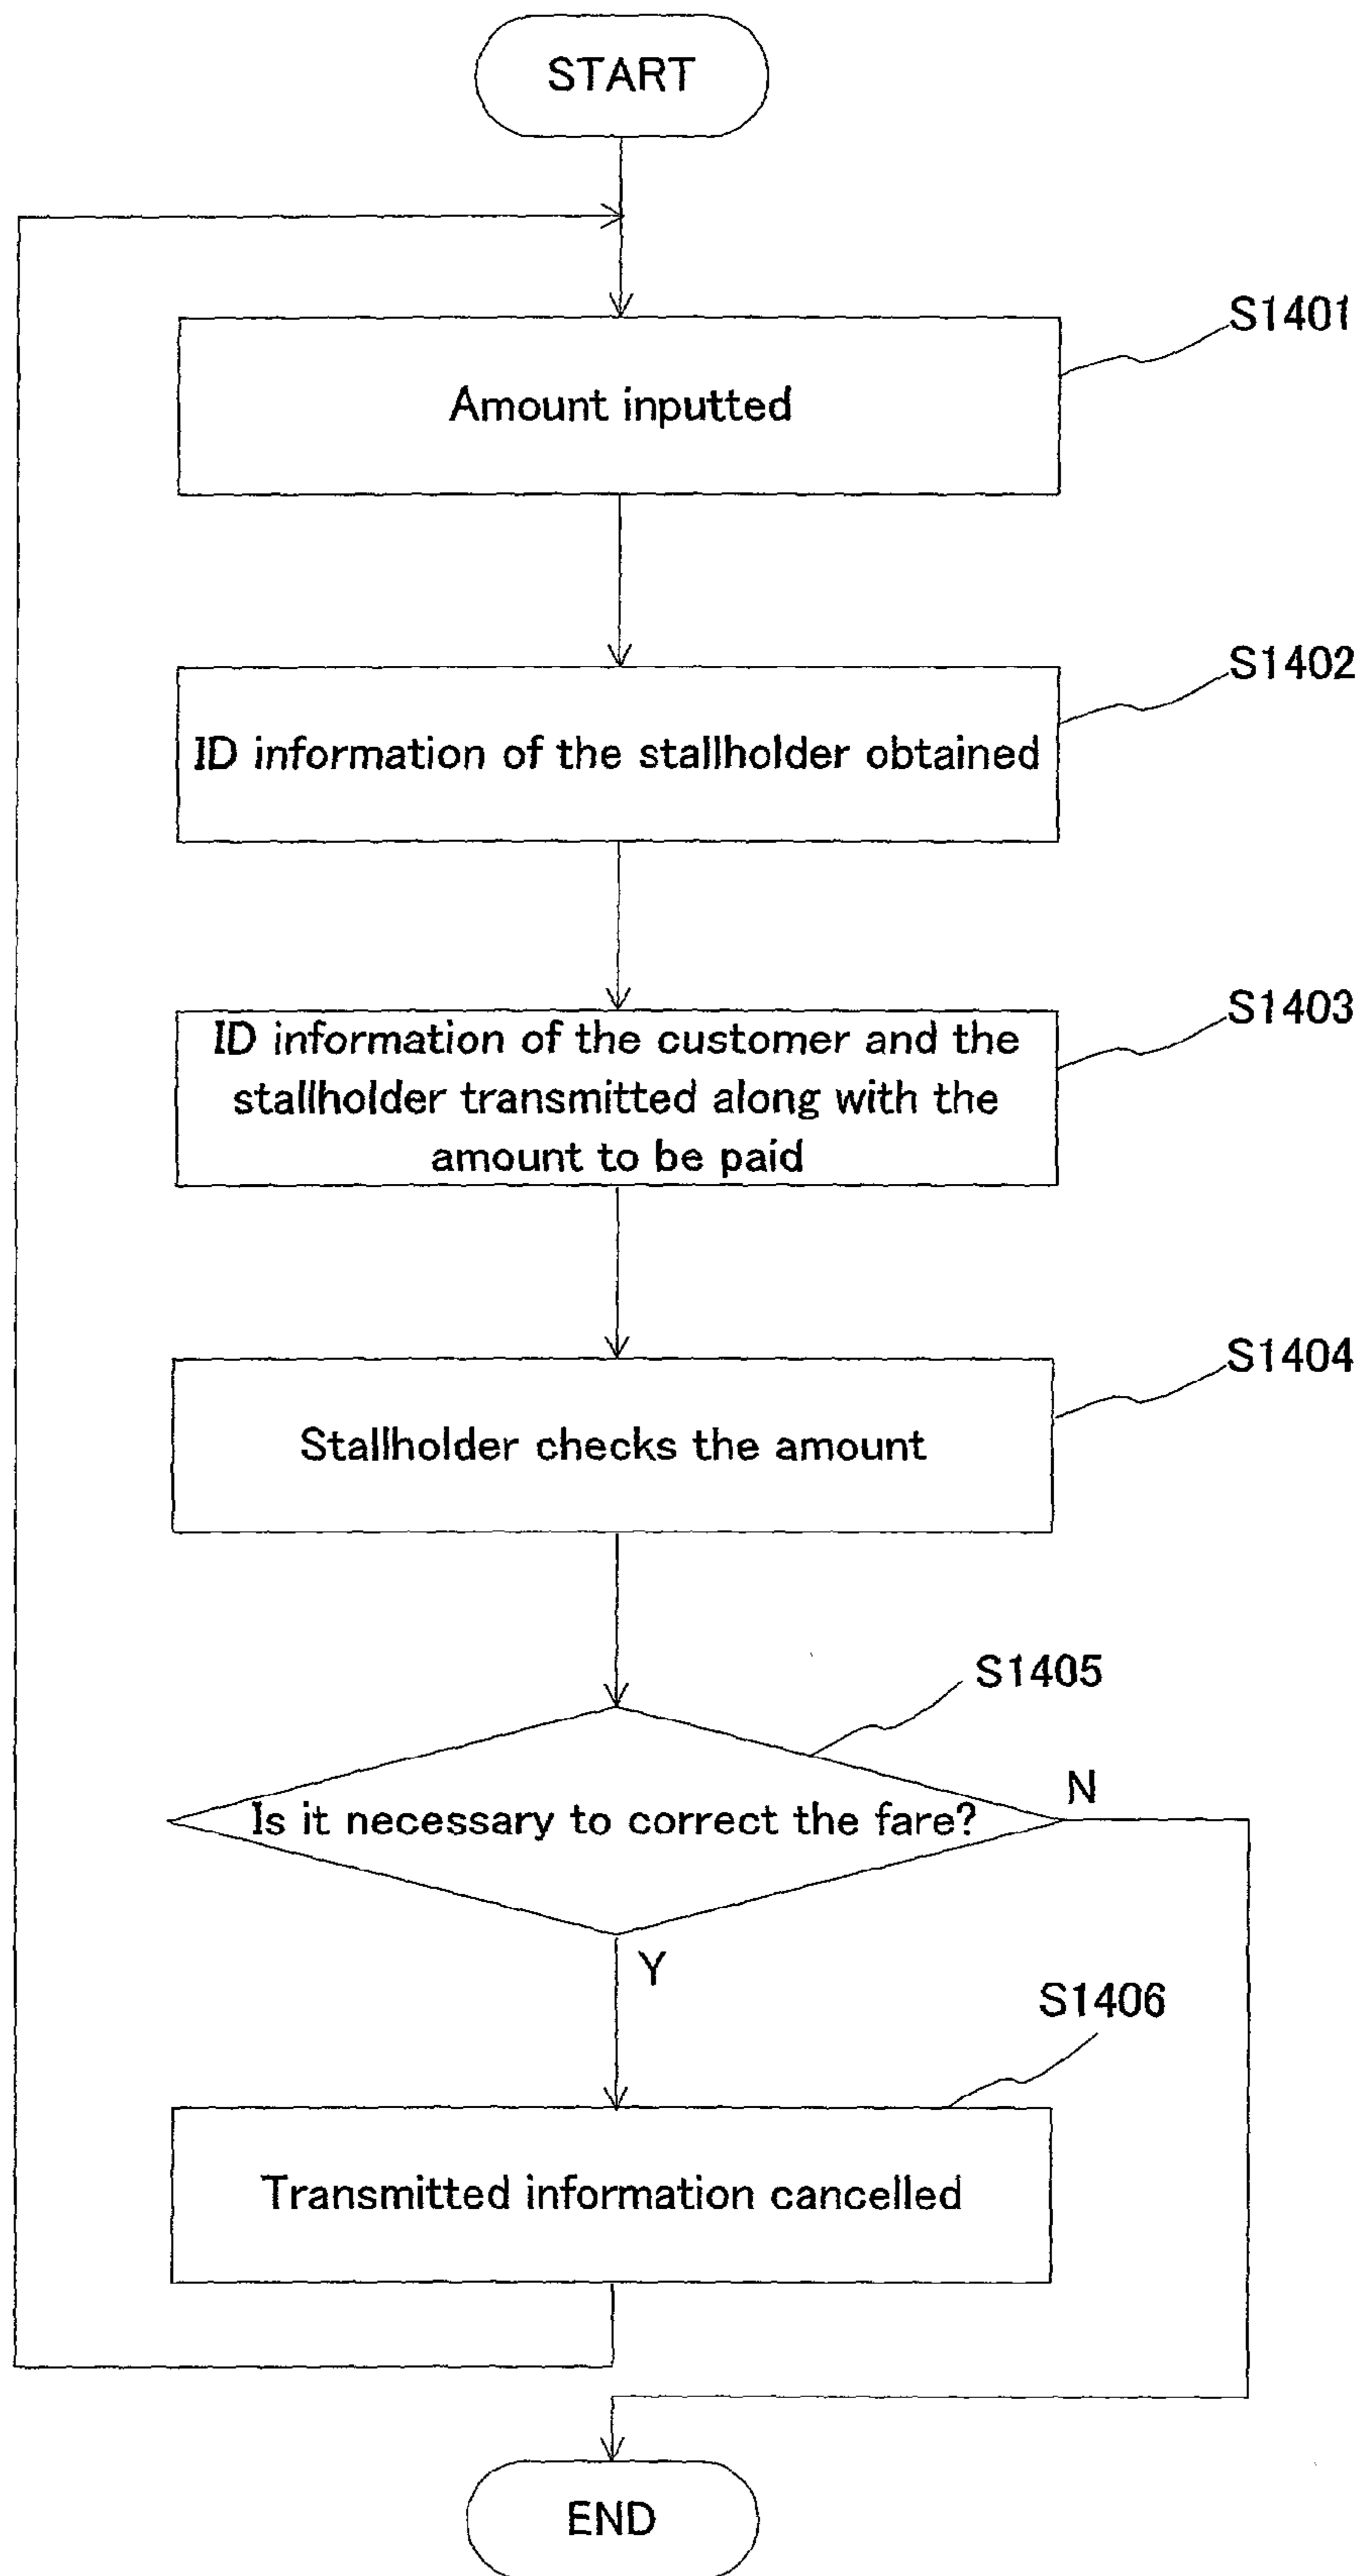 START
S1401
Amount inputted
S1402
ID information of the stallholder obtained
S1403
ID information of the customer and the
stallholder transmitted along with the
amount to be paid
S1404
Stallholder checks the amount
S1405
Is it necessary to correct the fare?
N
Y
S1406
Transmitted information cancelled
END